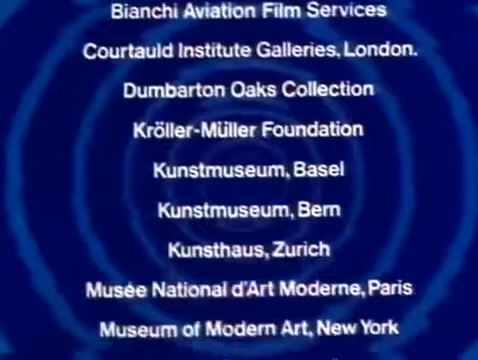 Bianchi Aviation Film Services
Courtauld Institute Galleries, London.
Dumbarton Oaks Collection
Kröller-Müller Foundation
Kunstmuseum, Basel
Kunstmuseum, Bern
Kunsthaus, Zurich
Musée National d'Art Moderne, Paris
Museum of Modern Art, New York